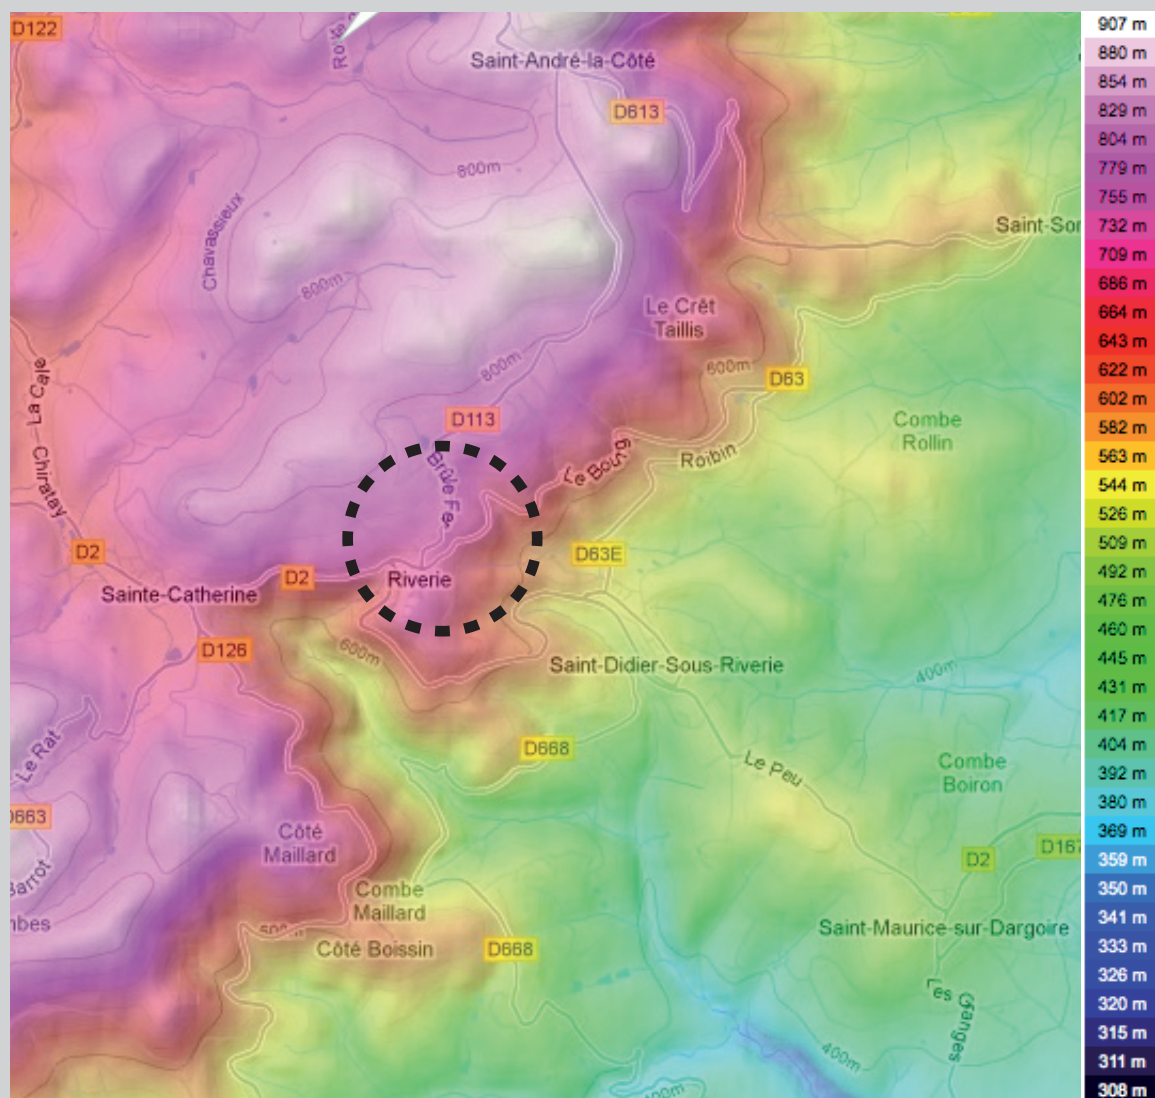 D122
Saint-André-la-Côté
D613
800m
Chavassieux
Saint-Sor
800m
Le Crêt
Taillis
800m
600m
D63
La Cale
D113
Combe
Rollin
Chiratay
Brûle Fe
Le Bourg
Roibin
D2
D2
Riverie
D63E
Sainte-Catherine
D126
600m
Saint-Didier-Sous-Riverie
400m
Le Rat
D668
Le Peu
Combe
Boiron
D663
Côté
Maillard
D2
D167
Barrot
Combe
Maillard
mbes
Côté Boissin
D668
Saint-Maurice-sur-Dargoire
Les
Granges
400m
400m
907 m
880 m
854 m
829 m
804 m
779 m
755 m
732 m
709 m
686 m
664 m
643 m
622 m
602 m
582 m
563 m
544 m
526 m
509 m
492 m
476 m
460 m
445 m
431 m
417 m
404 m
392 m
380 m
369 m
359 m
350 m
341 m
333 m
326 m
320 m
315 m
311 m
308 m